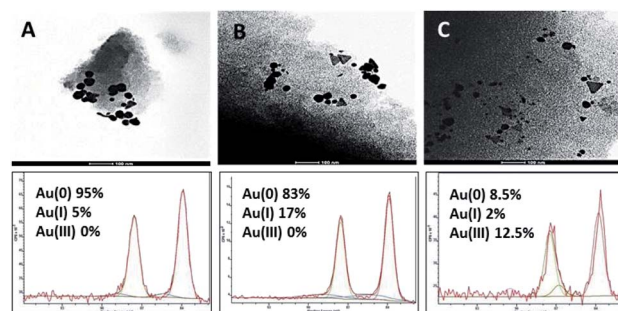 A
B
C
100 nm
100 nm
100 nm
Au(0) 95%
Au(I) 5%
Au(III) 0%
Au(0) 83%
Au(I) 17%
Au(III) 0%
Au(0) 8.5%
Au(I) 2%
Au(III) 12.5%